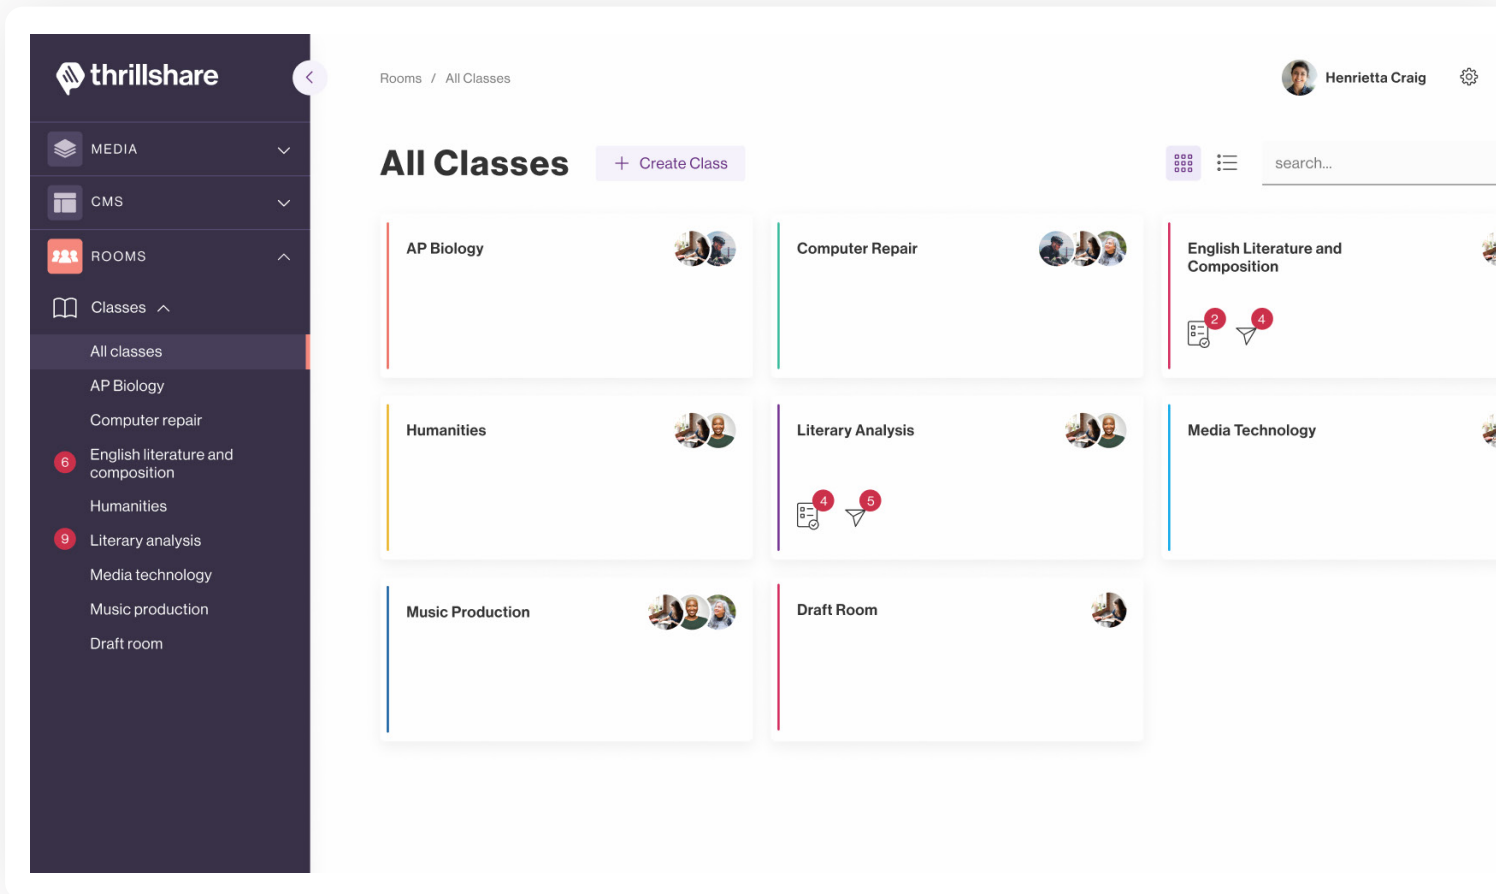 thrillshare
Rooms / All Classes
Henrietta Craig
MEDIA
CMS
ROOMS
Classes
All classes
AP Biology
Computer repair
6
English literature and
composition
Humanities
9
Literary analysis
Media technology
Music production
Draft room
All Classes
+ Create Class
search...
AP Biology
Computer Repair
English Literature and
Composition
2
4
Humanities
Literary Analysis
4
5
Media Technology
Music Production
Draft Room